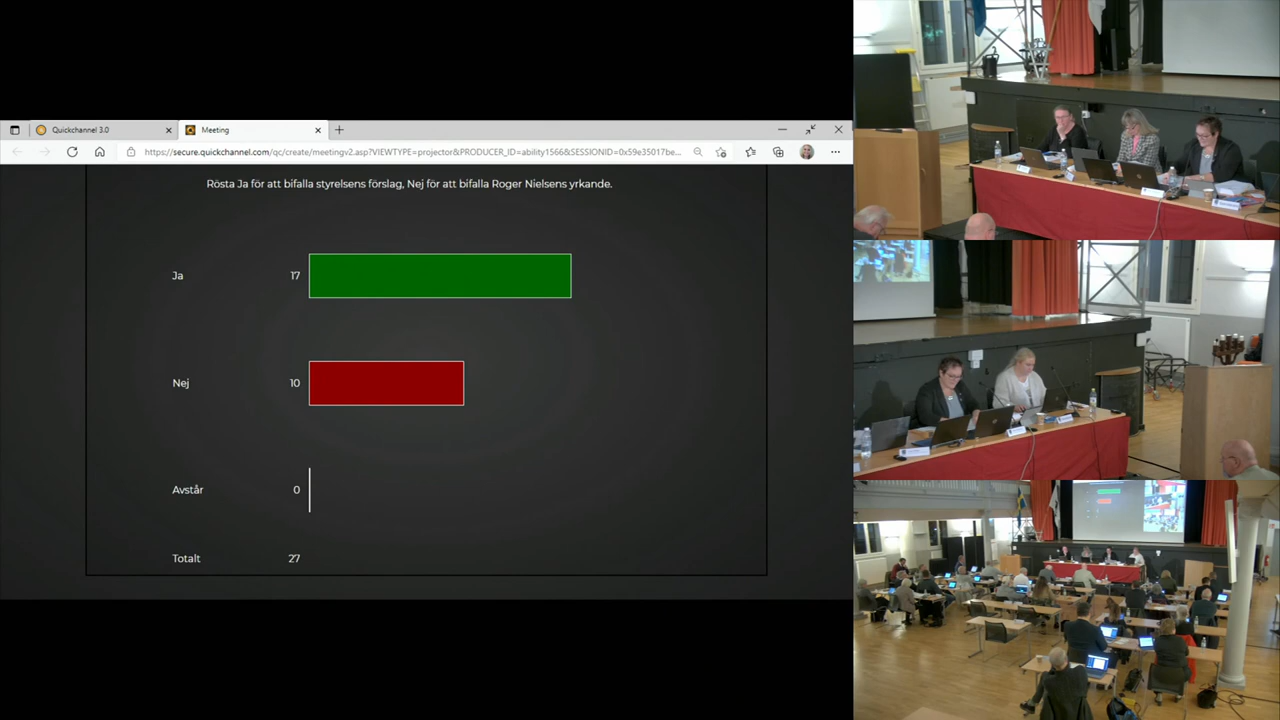 Quickchannel 3.0
Meeting
https://secure.quickchannel.com/qc/create/meetingv2.asp?VIEWTYPE=projector&PRODUCER_ID=ability1566&SESSIONID=0x59e35017be...
Rösta Ja för att bifalla styrelsens förslag, Nej för att bifalla Roger Nielsens yrkande.
Ja 17
Nej 10
Avstår 0
Totalt 27